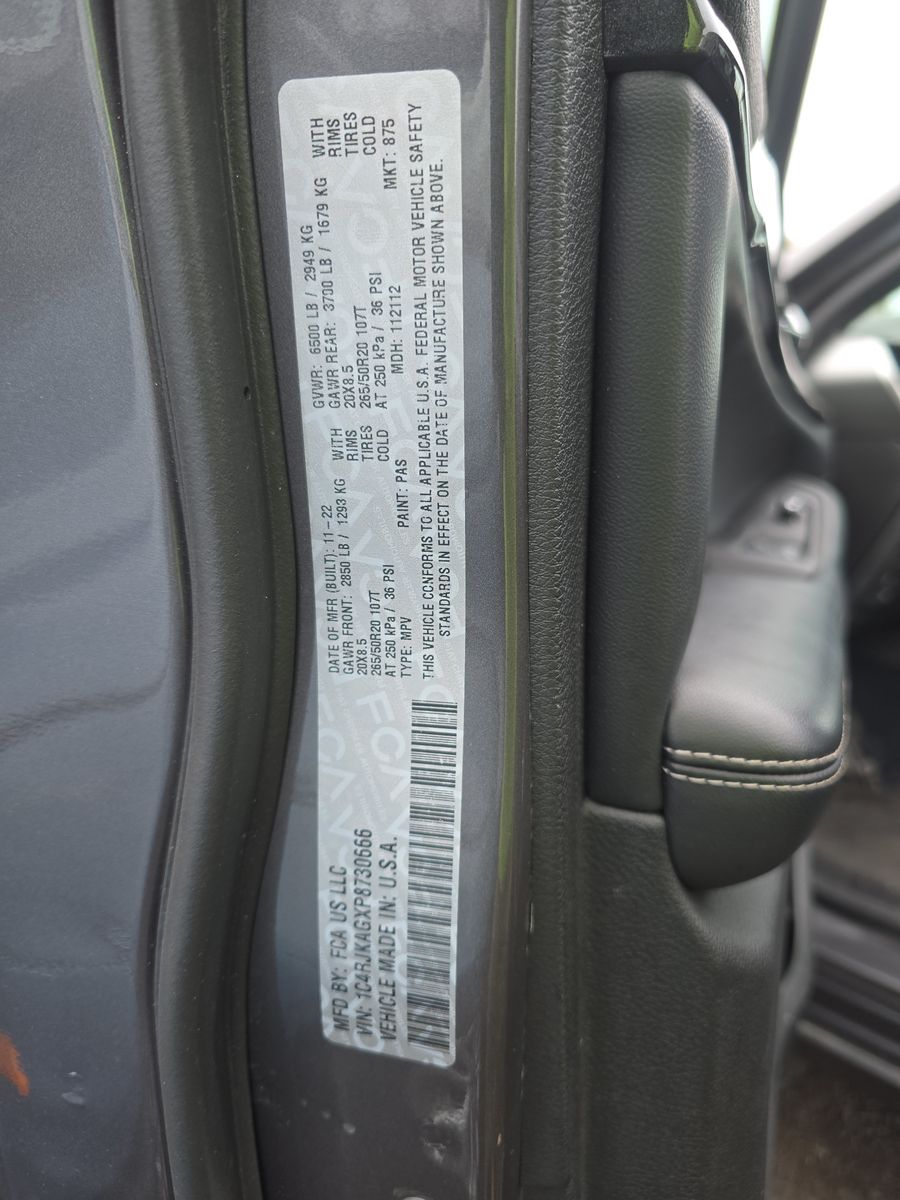 MFD BY: FCA US LLC
VIN: 1C4RJKAGXP8730666
VEHICLE MADE IN: U.S.A.
DATE OF MFR (BUILT): 11-22 GVWR: 6500 LB / 2949 KG
GAWR FRONT: 2850 LB / 1293 KG WITH GAWR REAR: 3700 LB / 1679 KG WITH
20X8.5 RIMS 20X8.5 RIMS
265/50R20 107T TIRES 265/50R20 107T TIRES
AT 250 kPa / 36 PSI COLD AT 250 kPa / 36 PSI COLD
TYPE: MPV PAINT: PAS MDH: 112112 MKT: 875
THIS VEHICLE CONFORMS TO ALL APPLICABLE U.S.A. FEDERAL MOTOR VEHICLE SAFETY
STANDARDS IN EFFECT ON THE DATE OF MANUFACTURE SHOWN ABOVE.